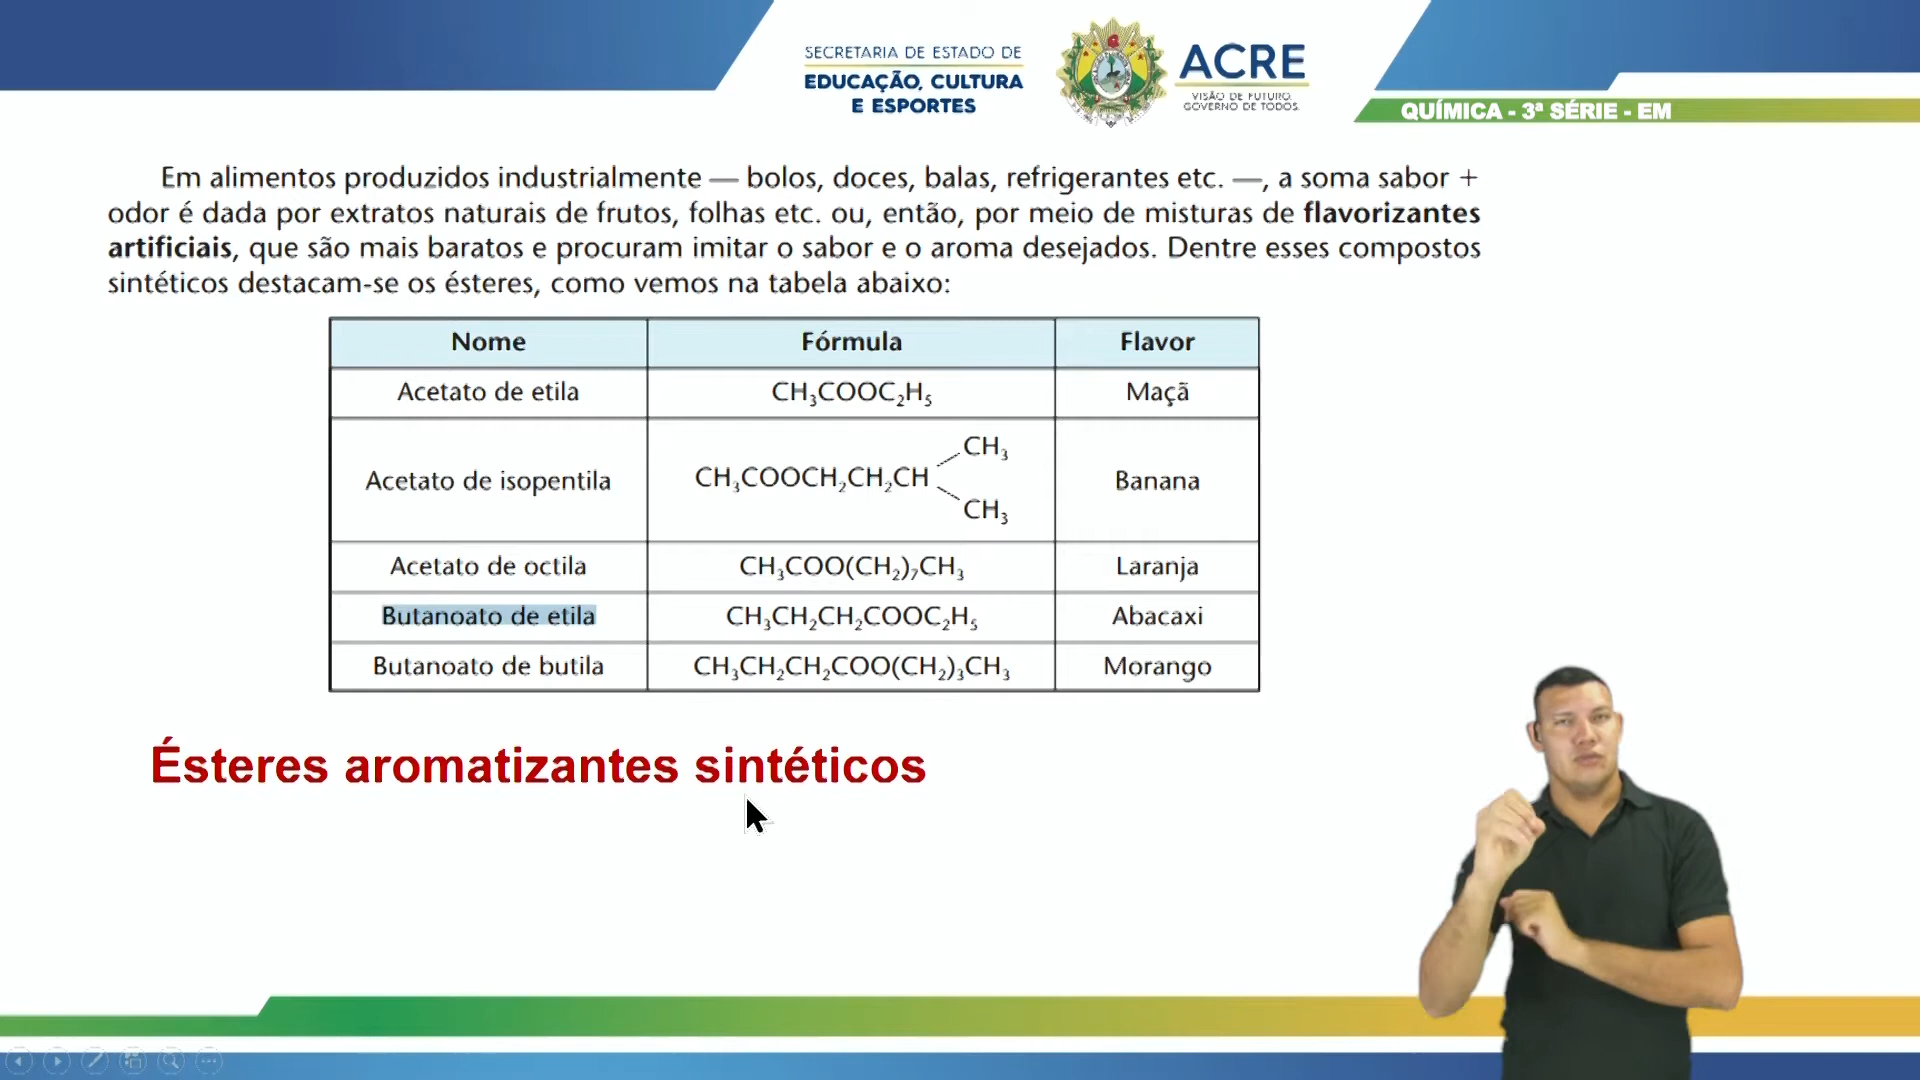 SECRETARIA DE ESTADO DE
EDUCAÇÃO, CULTURA
E ESPORTES
ACRE
VISÃO DE FUTURO.
GOVERNO DE TODOS.
QUÍMICA - 3ª SÉRIE - EM
Em alimentos produzidos industrialmente — bolos, doces, balas, refrigerantes etc. —, a soma sabor +
odor é dada por extratos naturais de frutos, folhas etc. ou, então, por meio de misturas de flavorizantes
artificiais, que são mais baratos e procuram imitar o sabor e o aroma desejados. Dentre esses compostos
sintéticos destacam-se os ésteres, como vemos na tabela abaixo:
Nome Fórmula Flavor
Acetato de etila CH₃COOC₂H₅ Maçã
CH₃
Acetato de isopentila CH₃COOCH₂CH₂CH Banana
CH₃
Acetato de octila CH₃COO(CH₂)₇CH₃ Laranja
Butanoato de etila CH₃CH₂CH₂COOC₂H₅ Abacaxi
Butanoato de butila CH₃CH₂CH₂COO(CH₂)₃CH₃ Morango
Ésteres aromatizantes sintéticos